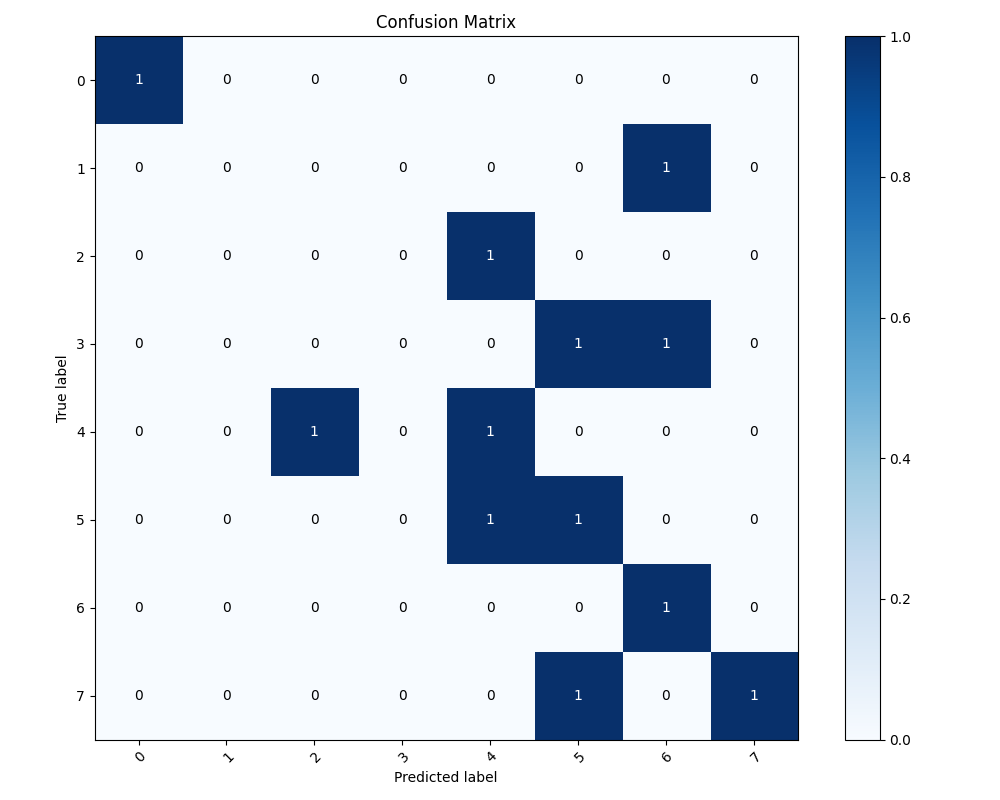 Confusion Matrix
0 1 0 0 0 0 0 0 0
1 0 0 0 0 0 0 1 0
2 0 0 0 0 1 0 0 0
3 0 0 0 0 0 1 1 0
4 0 0 1 0 1 0 0 0
5 0 0 0 0 1 1 0 0
6 0 0 0 0 0 0 1 0
7 0 0 0 0 0 1 0 1
0 1 2 3 4 5 6 7
True label
Predicted label
1.0
0.8
0.6
0.4
0.2
0.0